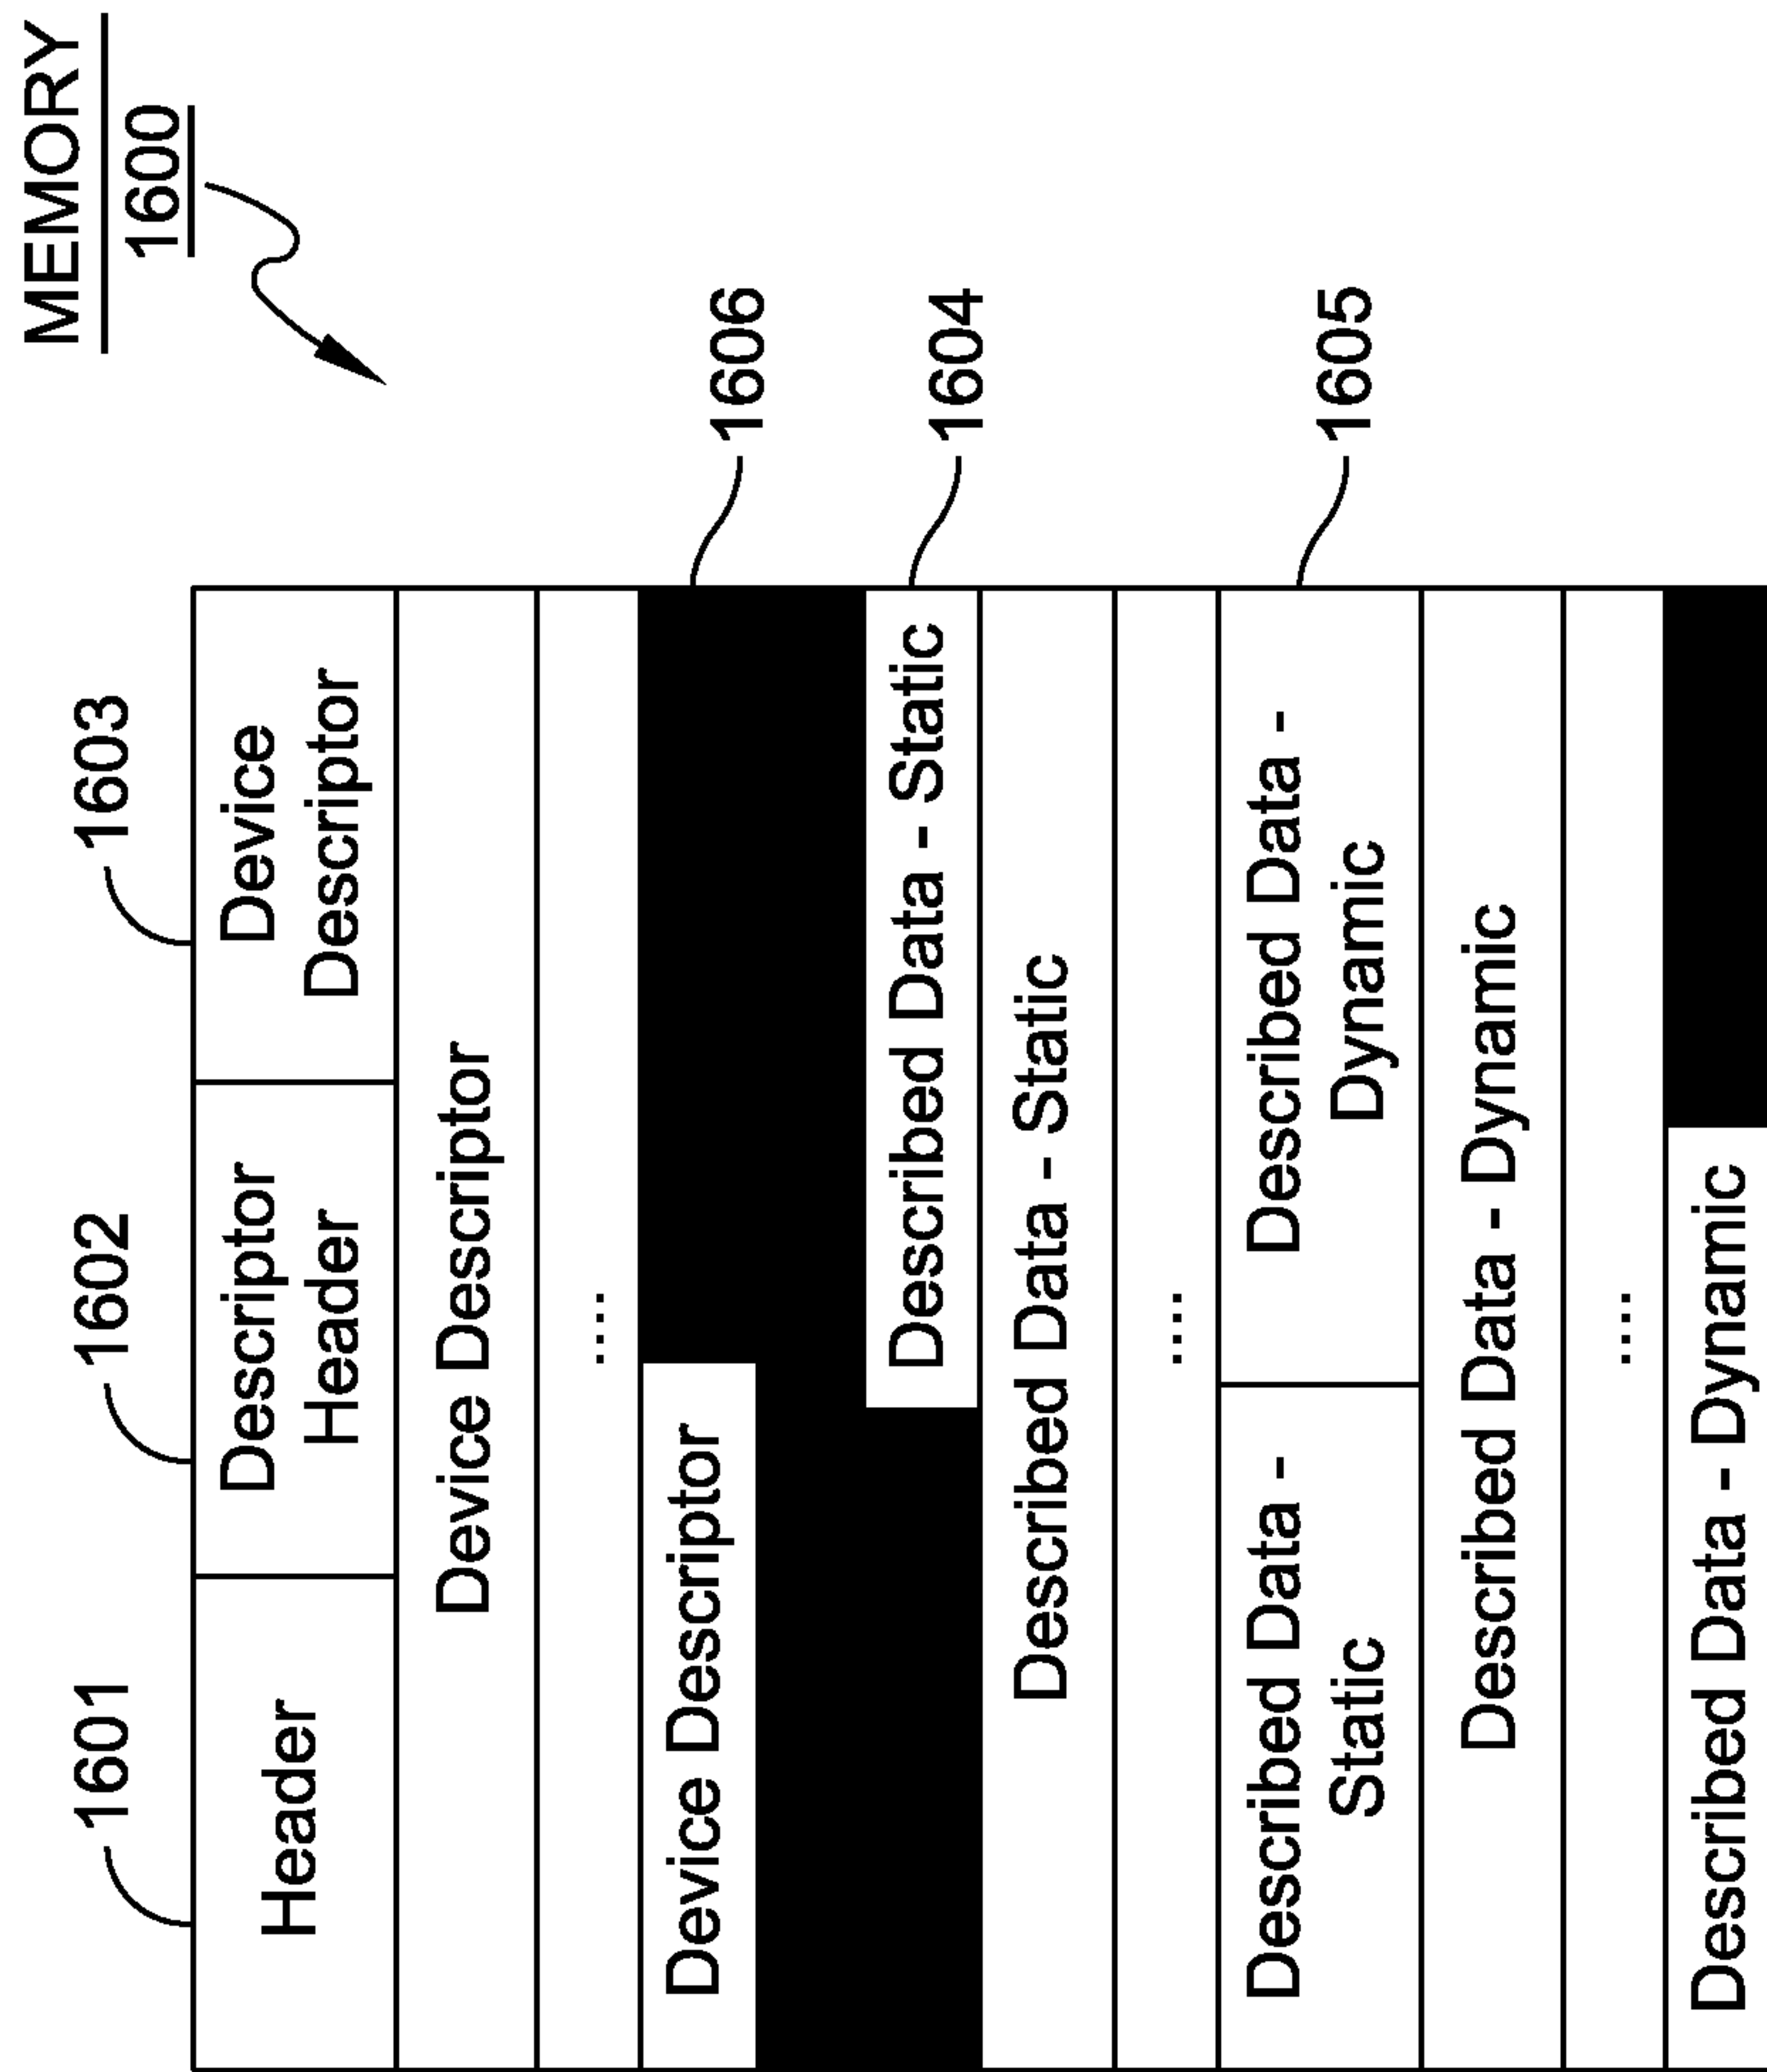 MEMORY
1600
1601
1602
1603
Header
Descriptor
Header
Device
Descriptor
Device Descriptor
....
Device Descriptor
1606
Described Data - Static
1604
Described Data - Static
....
Described Data -
Static
Described Data -
Dynamic
1605
Described Data - Dynamic
....
Described Data - Dynamic